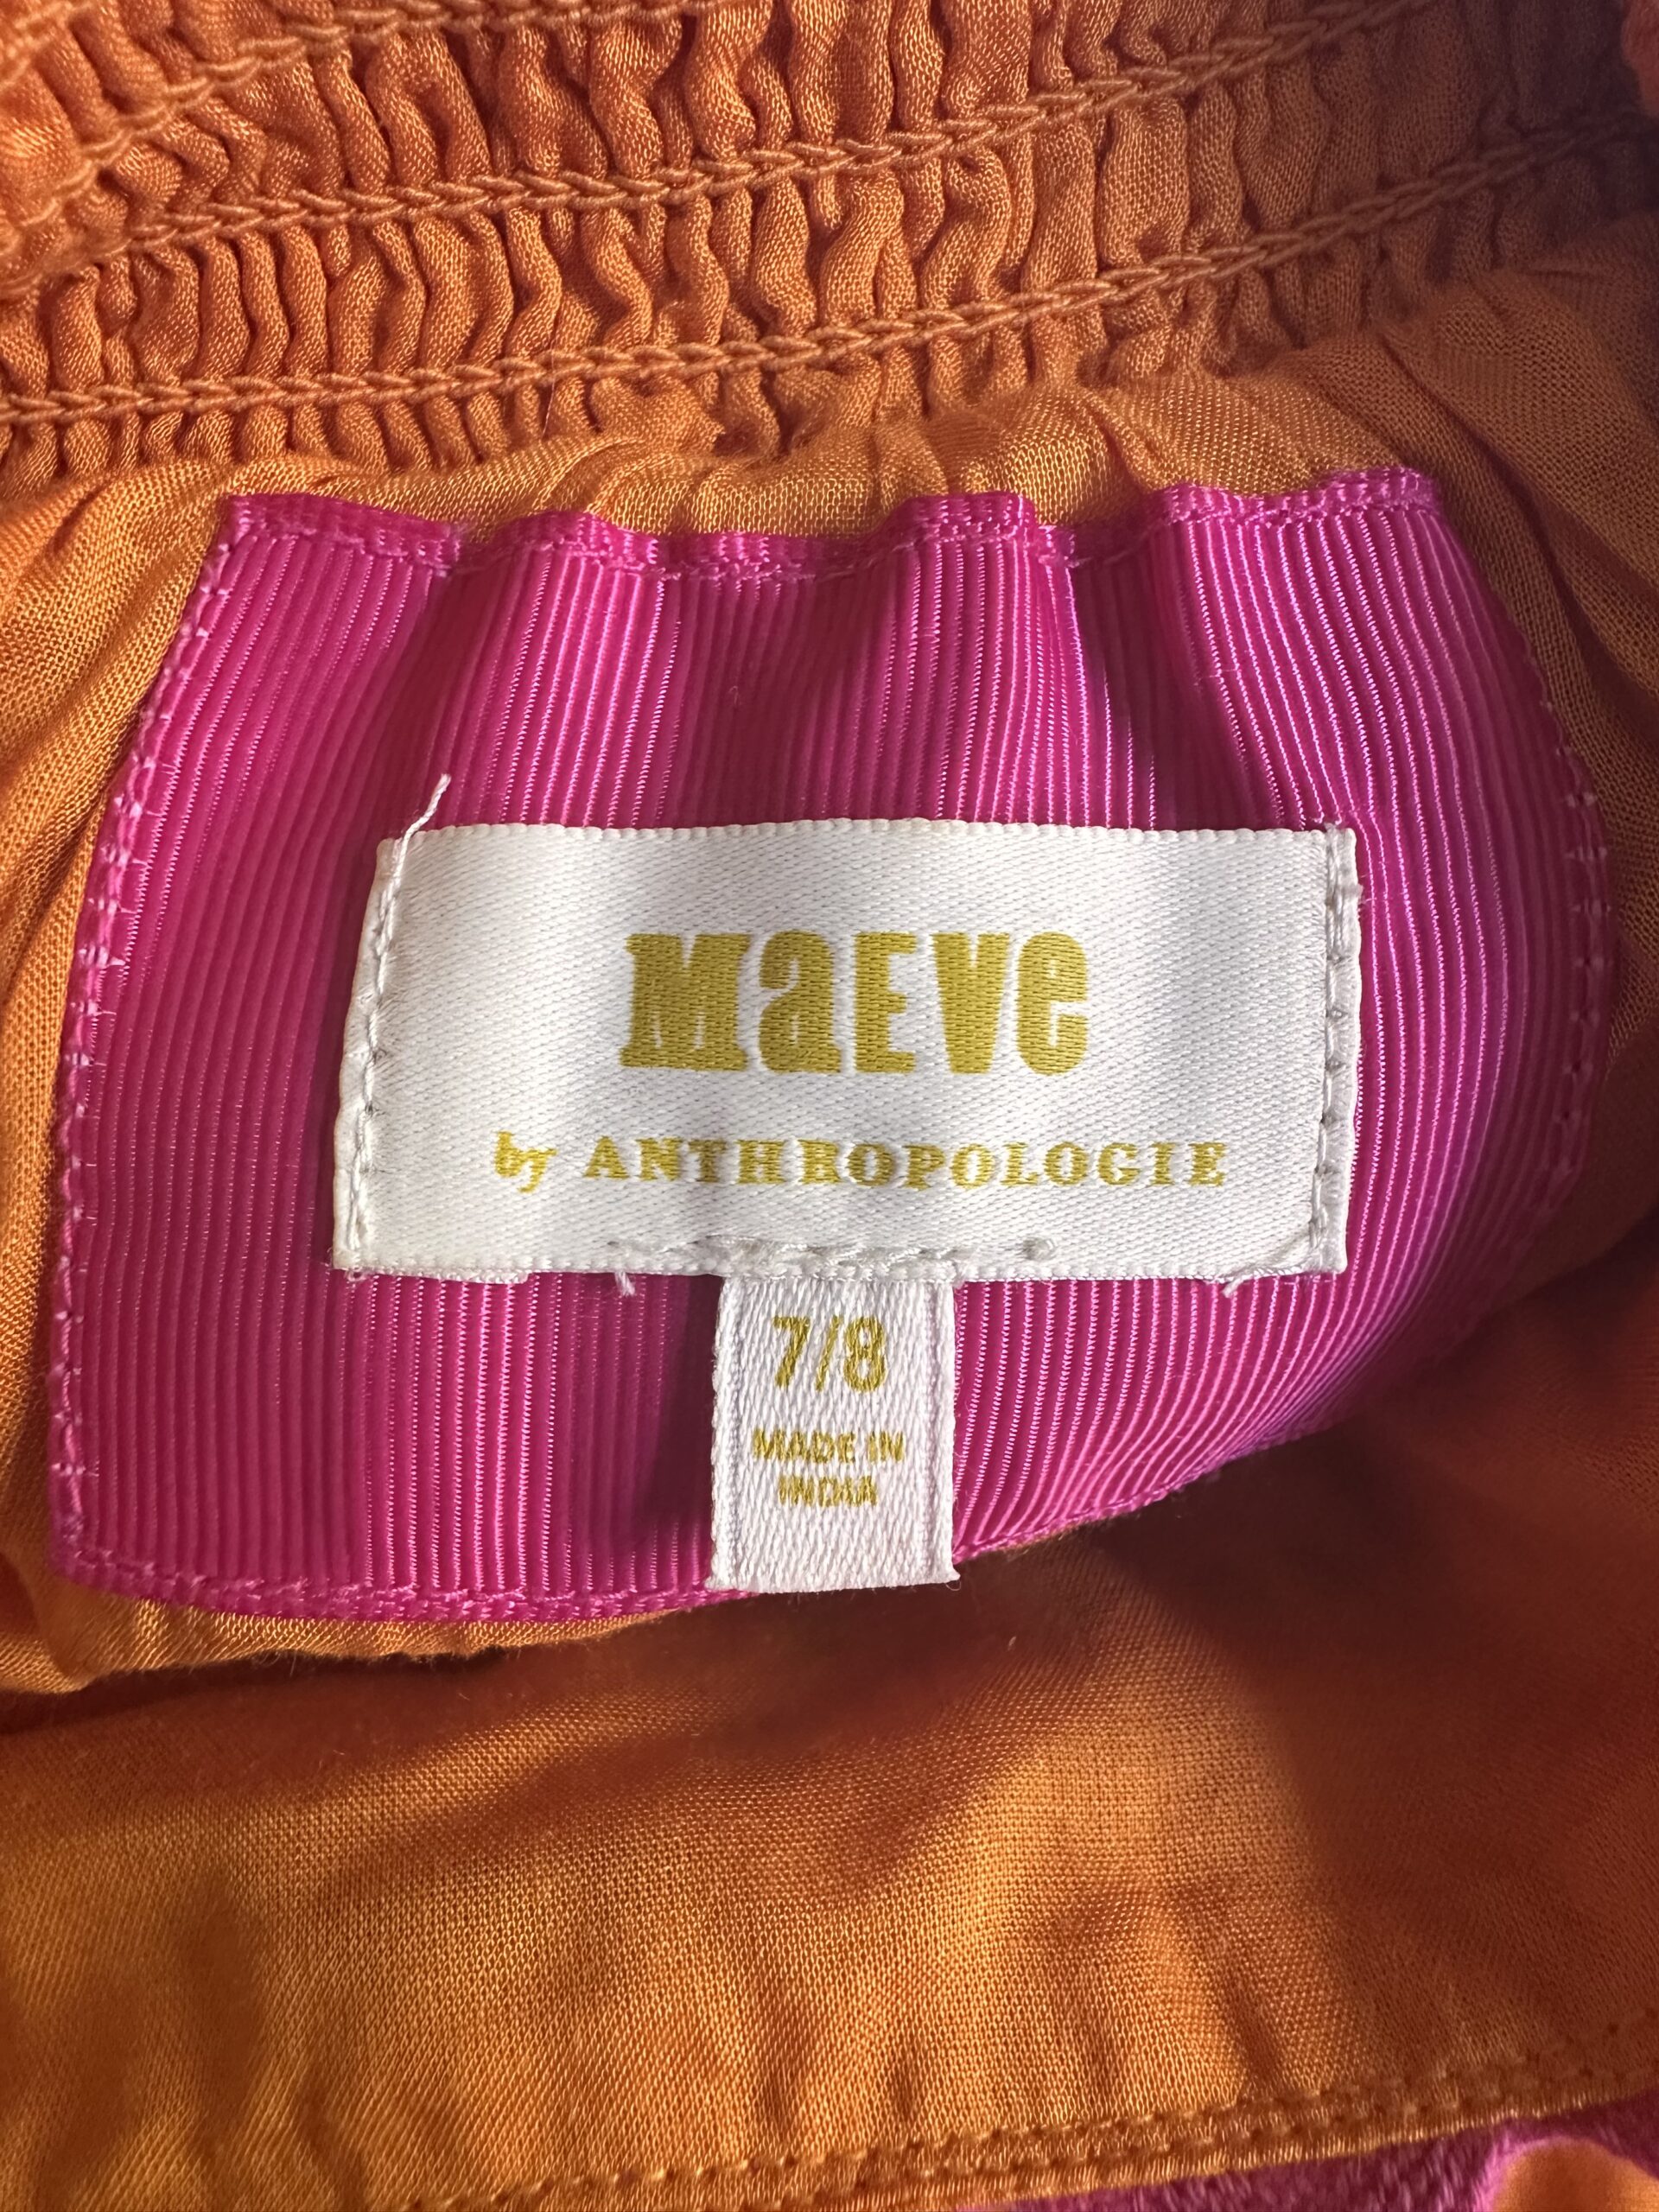 MaEVe
by ANTHROPOLOGIE
7/8
MADE IN
INDIA